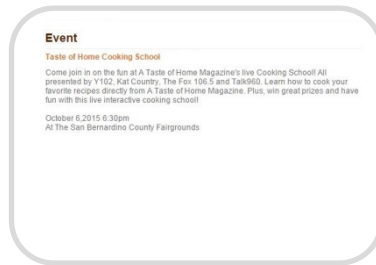 Event
Taste of Home Cooking School
Come join in on the fun at A Taste of Home Magazine's live Cooking School! All
presented by Y102, Kat Country, The Fox 106.5 and Talk960. Learn how to cook your
favorite recipes directly from A Taste of Home Magazine. Plus, win great prizes and have
fun with this live interactive cooking school!
October 6,2015 6:30pm
At The San Bernardino County Fairgrounds